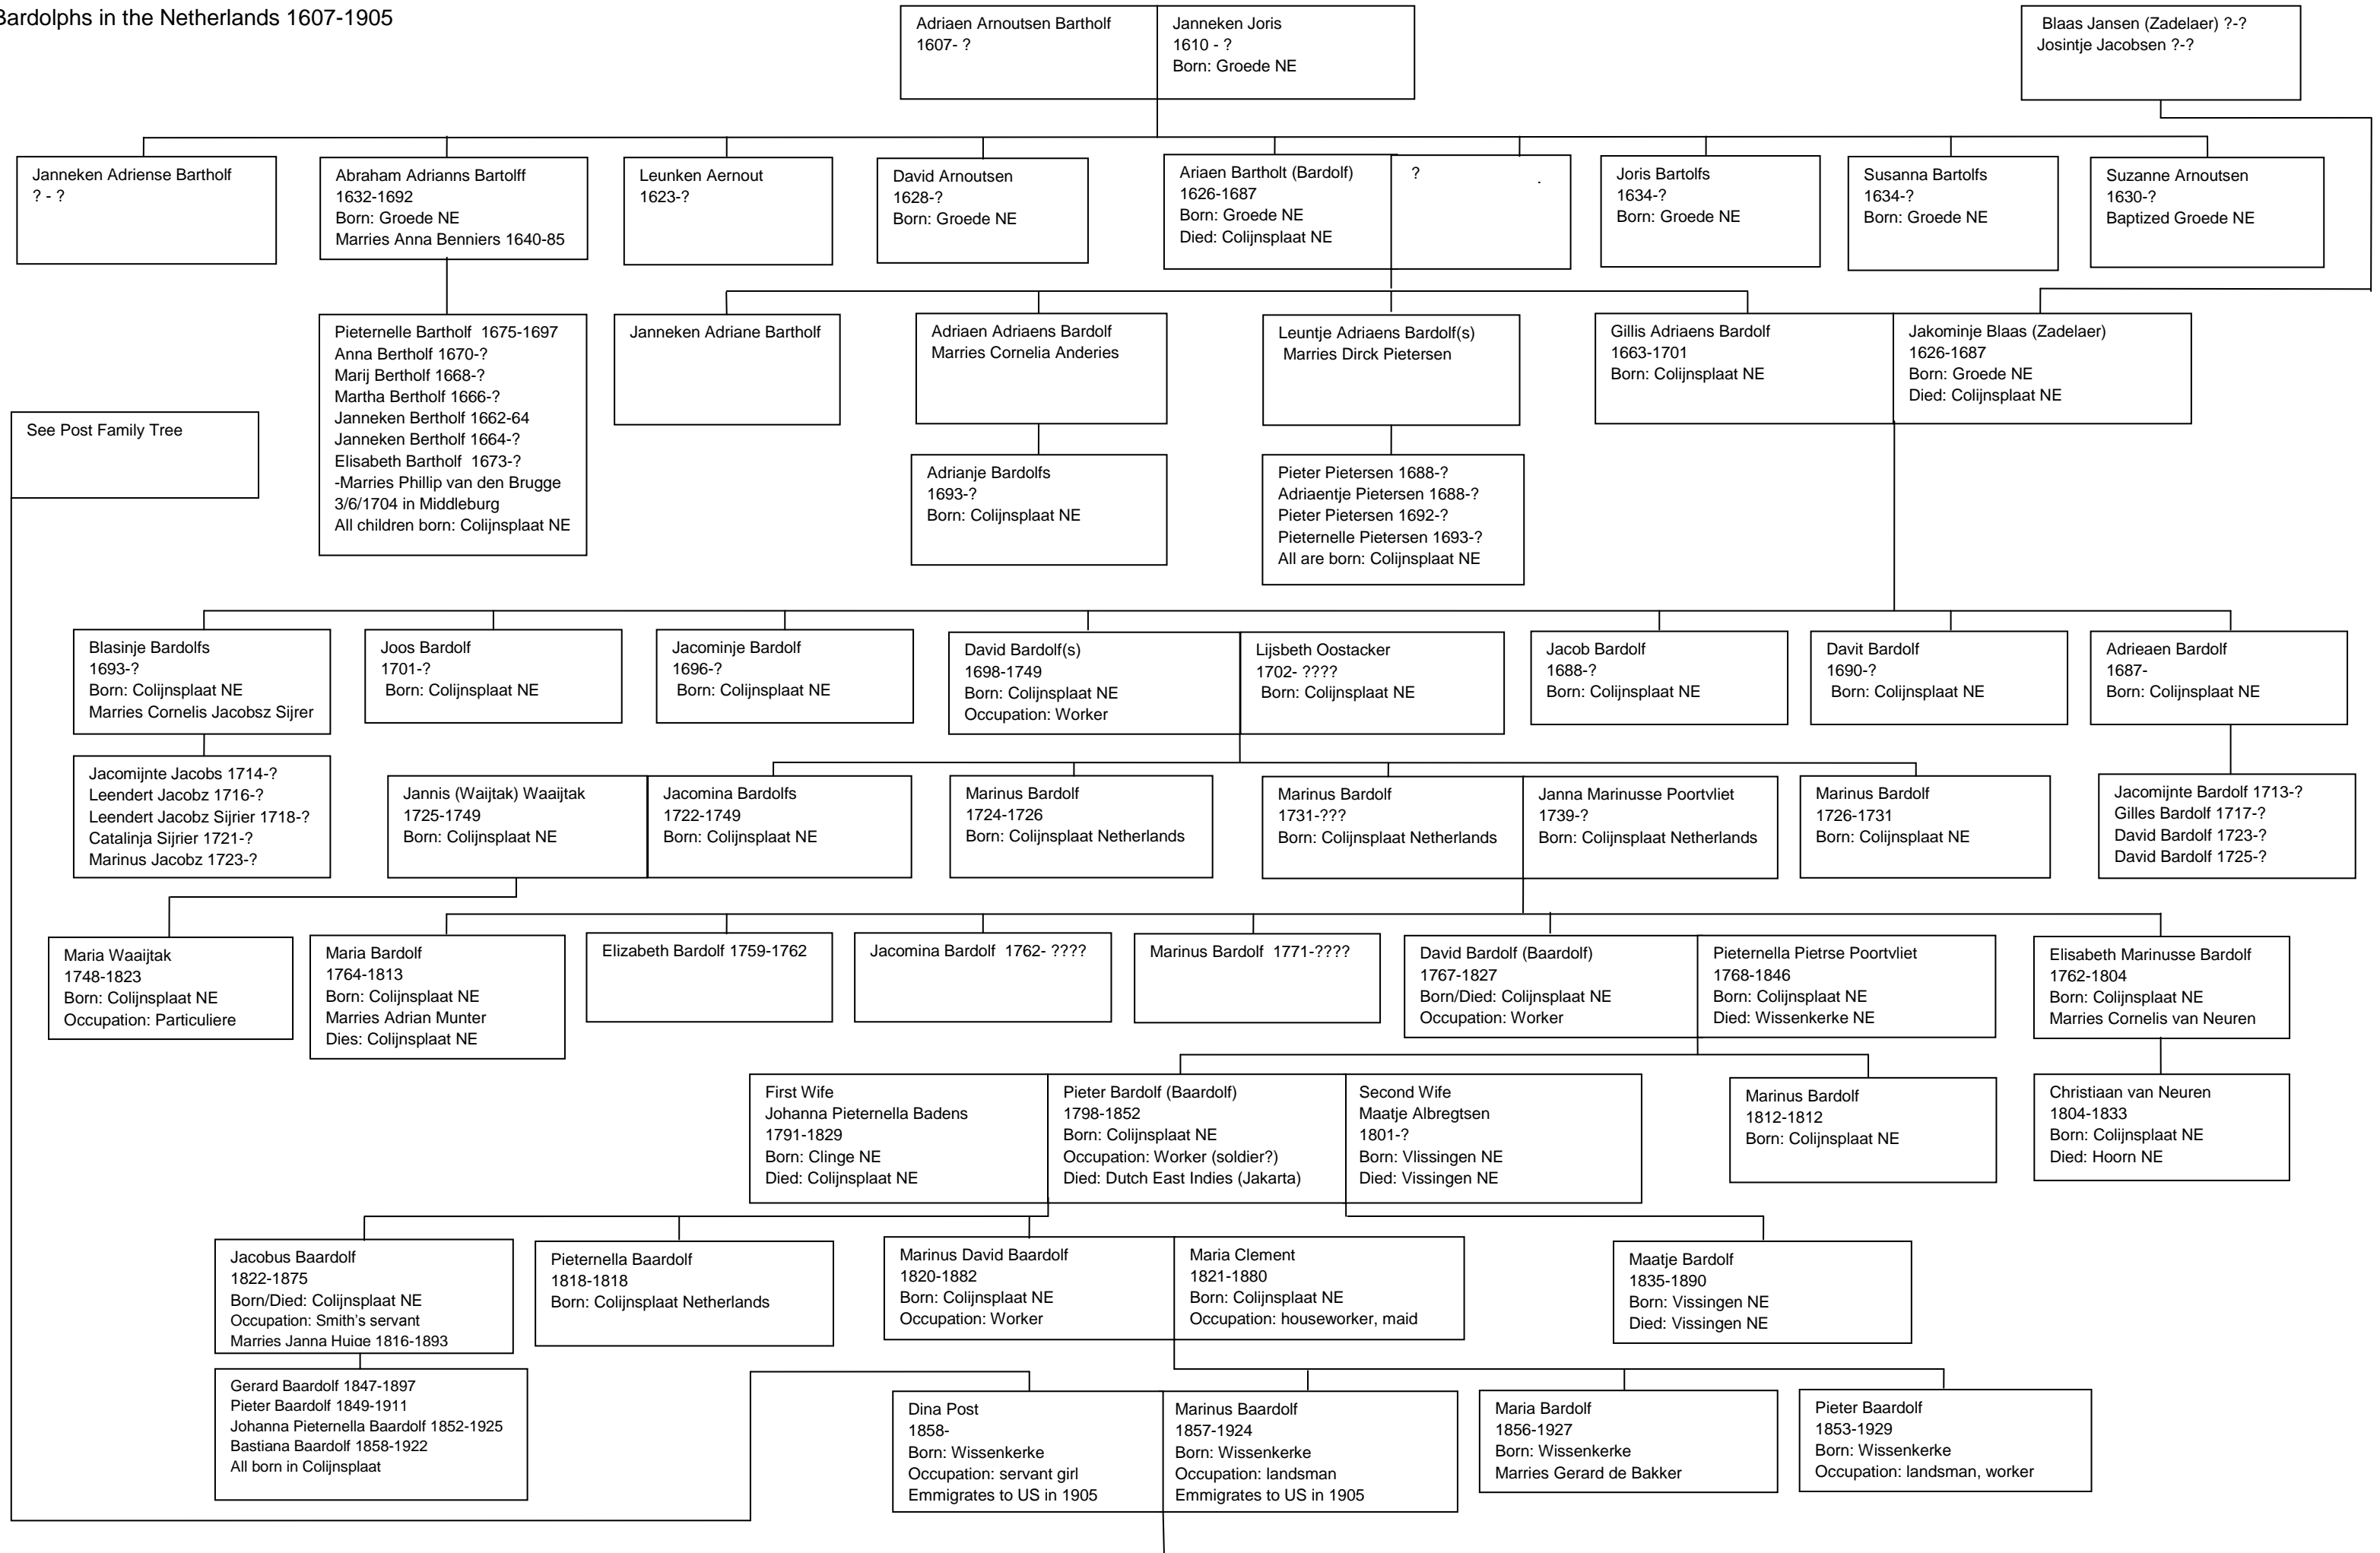 Bardolphs in the Netherlands 1607-1905
Adriaen Arnoutsen Bartholf
1607- ?
Janneken Joris
1610 - ?
Born: Groede NE
Blaas Jansen (Zadelaer) ?-?
Josintje Jacobsen ?-?
Janneken Adriense Bartholf
? - ?
Abraham Adrianns Bartolff
1632-1692
Born: Groede NE
Marries Anna Benniers 1640-85
Leunken Aernout
1623-?
David Arnoutsen
1628-?
Born: Groede NE
Ariaen Bartholt (Bardolf)
1626-1687
Born: Groede NE
Died: Colijnsplaat NE
? .
Joris Bartolfs
1634-?
Born: Groede NE
Susanna Bartolfs
1634-?
Born: Groede NE
Suzanne Arnoutsen
1630-?
Baptized Groede NE
Pieternelle Bartholf 1675-1697
Anna Bertholf 1670-?
Marij Bertholf 1668-?
Martha Bertholf 1666-?
Janneken Bertholf 1662-64
Janneken Bertholf 1664-?
Elisabeth Bartholf 1673-?
-Marries Phillip van den Brugge
3/6/1704 in Middleburg
All children born: Colijnsplaat NE
Janneken Adriane Bartholf
Adriaen Adriaens Bardolf
Marries Cornelia Anderies
Leuntje Adriaens Bardolf(s)
Marries Dirck Pietersen
Gillis Adriaens Bardolf
1663-1701
Born: Colijnsplaat NE
Jakominje Blaas (Zadelaer)
1626-1687
Born: Groede NE
Died: Colijnsplaat NE
See Post Family Tree
Adrianje Bardolfs
1693-?
Born: Colijnsplaat NE
Pieter Pietersen 1688-?
Adriaentje Pietersen 1688-?
Pieter Pietersen 1692-?
Pieternelle Pietersen 1693-?
All are born: Colijnsplaat NE
Blasinje Bardolfs
1693-?
Born: Colijnsplaat NE
Marries Cornelis Jacobsz Sijrer
Joos Bardolf
1701-?
Born: Colijnsplaat NE
Jacominje Bardolf
1696-?
Born: Colijnsplaat NE
David Bardolf(s)
1698-1749
Born: Colijnsplaat NE
Occupation: Worker
Lijsbeth Oostacker
1702- ????
Born: Colijnsplaat NE
Jacob Bardolf
1688-?
Born: Colijnsplaat NE
Davit Bardolf
1690-?
Born: Colijnsplaat NE
Adrieaen Bardolf
1687-
Born: Colijnsplaat NE
Jacomijnte Jacobs 1714-?
Leendert Jacobz 1716-?
Leendert Jacobz Sijrier 1718-?
Catalinja Sijrier 1721-?
Marinus Jacobz 1723-?
Jannis (Waijtak) Waaijtak
1725-1749
Born: Colijnsplaat NE
Jacomina Bardolfs
1722-1749
Born: Colijnsplaat NE
Marinus Bardolf
1724-1726
Born: Colijnsplaat Netherlands
Marinus Bardolf
1731-???
Born: Colijnsplaat Netherlands
Janna Marinusse Poortvliet
1739-?
Born: Colijnsplaat Netherlands
Marinus Bardolf
1726-1731
Born: Colijnsplaat NE
Jacomijnte Bardolf 1713-?
Gilles Bardolf 1717-?
David Bardolf 1723-?
David Bardolf 1725-?
Maria Waaijtak
1748-1823
Born: Colijnsplaat NE
Occupation: Particuliere
Maria Bardolf
1764-1813
Born: Colijnsplaat NE
Marries Adrian Munter
Dies: Colijnsplaat NE
Elizabeth Bardolf 1759-1762
Jacomina Bardolf 1762- ????
Marinus Bardolf 1771-????
David Bardolf (Baardolf)
1767-1827
Born/Died: Colijnsplaat NE
Occupation: Worker
Pieternella Pietrse Poortvliet
1768-1846
Born: Colijnsplaat NE
Died: Wissenkerke NE
Elisabeth Marinusse Bardolf
1762-1804
Born: Colijnsplaat NE
Marries Cornelis van Neuren
First Wife
Johanna Pieternella Badens
1791-1829
Born: Clinge NE
Died: Colijnsplaat NE
Pieter Bardolf (Baardolf)
1798-1852
Born: Colijnsplaat NE
Occupation: Worker (soldier?)
Died: Dutch East Indies (Jakarta)
Second Wife
Maatje Albregtsen
1801-?
Born: Vlissingen NE
Died: Vissingen NE
Marinus Bardolf
1812-1812
Born: Colijnsplaat NE
Christiaan van Neuren
1804-1833
Born: Colijnsplaat NE
Died: Hoorn NE
Jacobus Baardolf
1822-1875
Born/Died: Colijnsplaat NE
Occupation: Smith's servant
Marries Janna Huige 1816-1893
Pieternella Baardolf
1818-1818
Born: Colijnsplaat Netherlands
Marinus David Baardolf
1820-1882
Born: Colijnsplaat NE
Occupation: Worker
Maria Clement
1821-1880
Born: Colijnsplaat NE
Occupation: houseworker, maid
Maatje Bardolf
1835-1890
Born: Vissingen NE
Died: Vissingen NE
Gerard Baardolf 1847-1897
Pieter Baardolf 1849-1911
Johanna Pieternella Baardolf 1852-1925
Bastiana Baardolf 1858-1922
All born in Colijnsplaat
Dina Post
1858-
Born: Wissenkerke
Occupation: servant girl
Emmigrates to US in 1905
Marinus Baardolf
1857-1924
Born: Wissenkerke
Occupation: landsman
Emmigrates to US in 1905
Maria Bardolf
1856-1927
Born: Wissenkerke
Marries Gerard de Bakker
Pieter Baardolf
1853-1929
Born: Wissenkerke
Occupation: landsman, worker